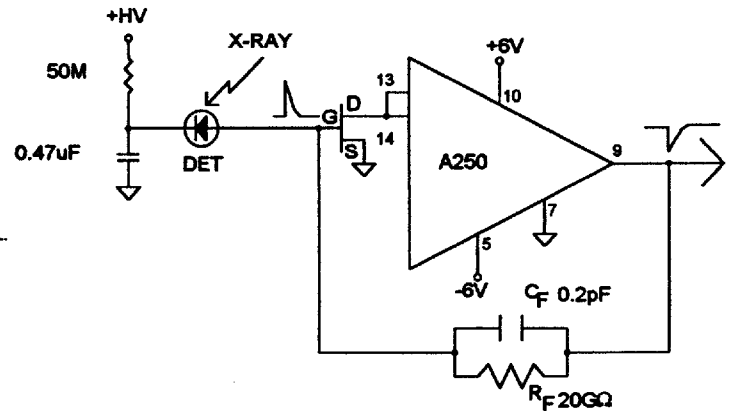 +HV
X-RAY
+6V
50M
13
10
D
G
14
9
0.47uF
S
DET
A250
7
5
-6V
CF 0.2pF
RF 20GΩ